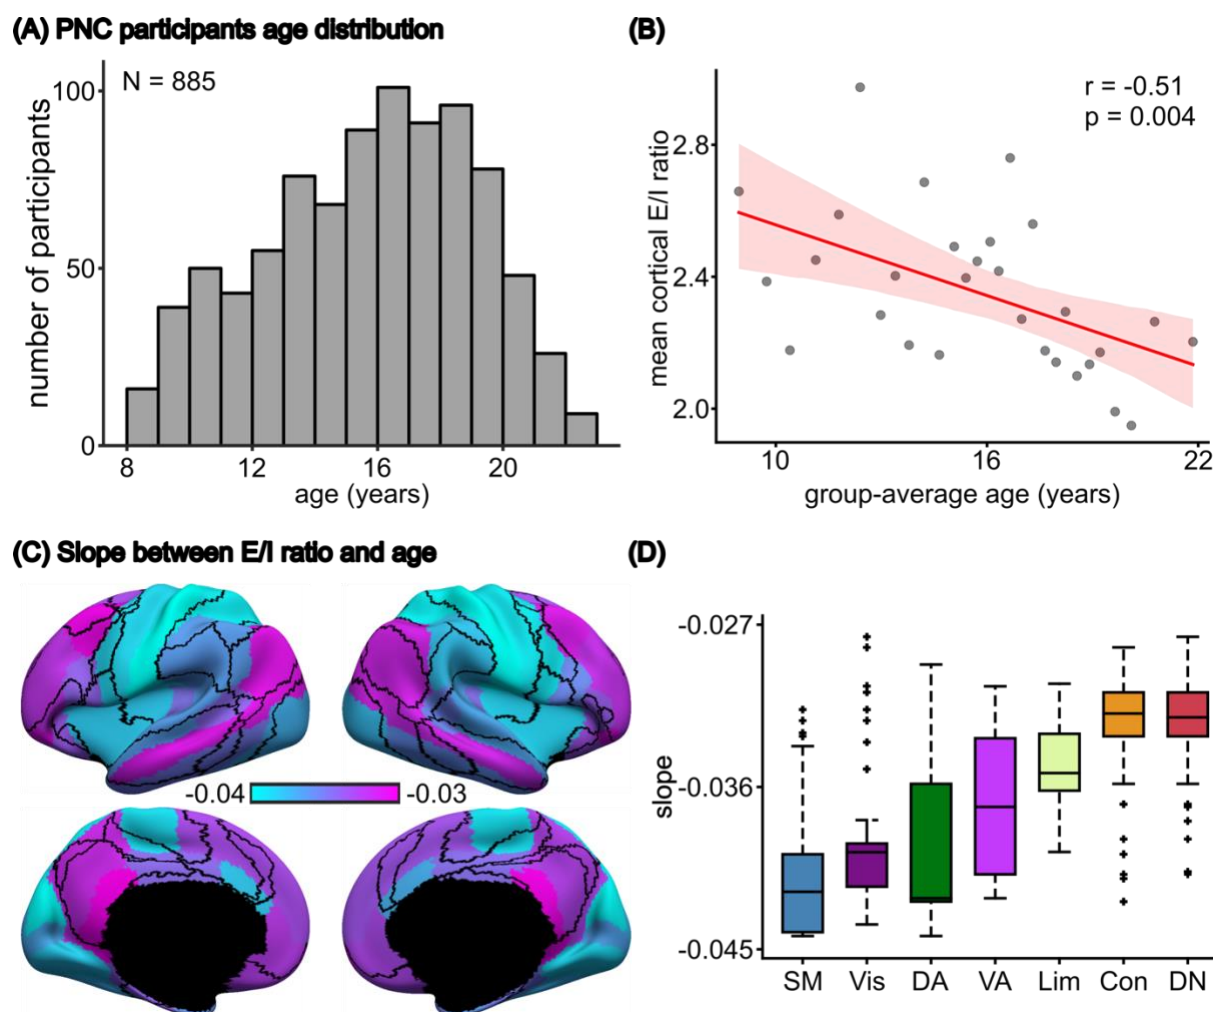 (A) PNC participants age distribution
N = 885
number of participants
100
50
0
8 12 16 20
age (years)
(B)
r = -0.51
p = 0.004
mean cortical E/I ratio
2.8
2.4
2.0
10 16 22
group-average age (years)
(C) Slope between E/I ratio and age
-0.04 -0.03
(D)
slope
-0.027
-0.036
-0.045
SM Vis DA VA Lim Con DN